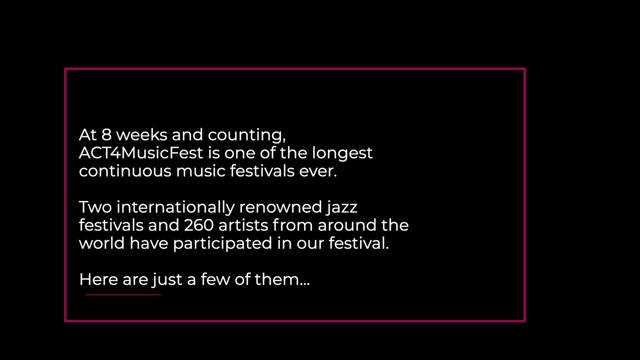 At 8 weeks and counting,
ACT4MusicFest is one of the longest
continuous music festivals ever.
Two internationally renowned jazz
festivals and 260 artists from around the
world have participated in our festival.
Here are just a few of them...